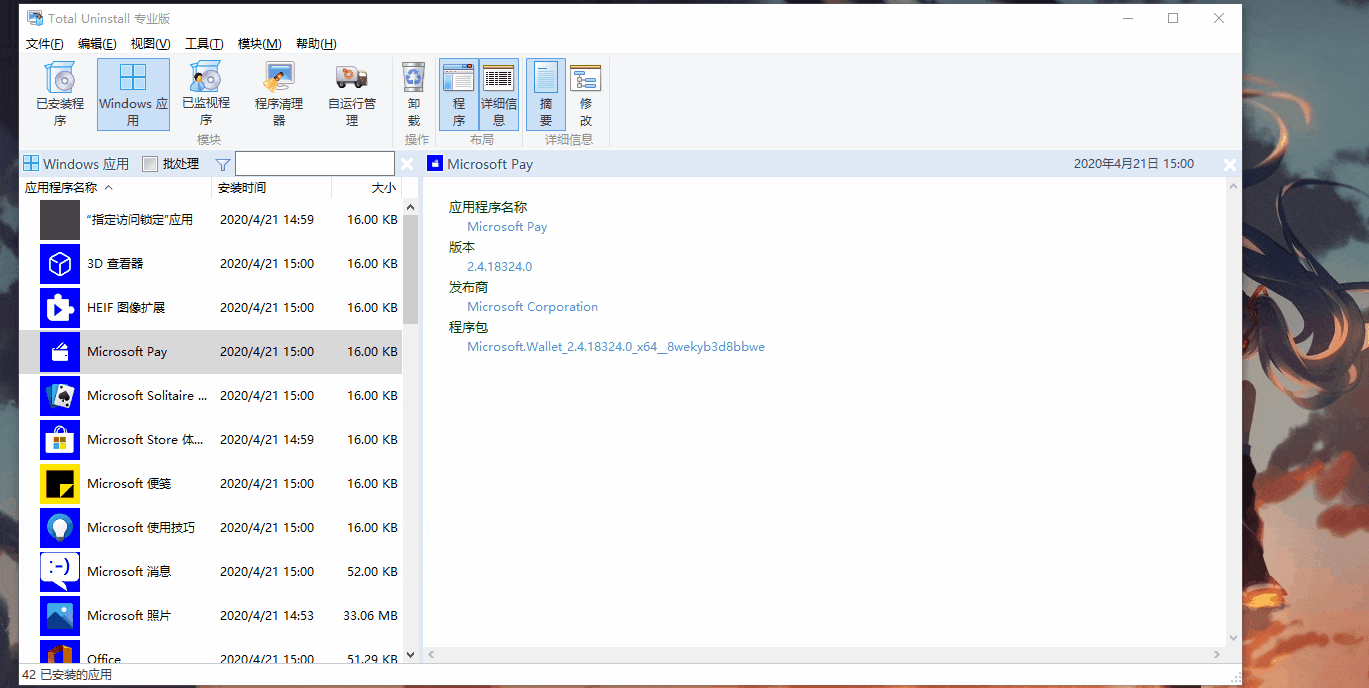 Total Uninstall 专业版
文件(F) 编辑(E) 视图(V) 工具(T) 模块(M) 帮助(H)
已安装程序
Windows 应用
已监视程序
程序清理器
自运行管理
模块
卸载
操作
程序
详细信息
布局
摘要
修改
详细信息
Windows 应用 批处理
Microsoft Pay 2020年4月21日 15:00
应用程序名称 安装时间 大小
“指定访问锁定”应用 2020/4/21 14:59 16.00 KB
3D 查看器 2020/4/21 15:00 16.00 KB
HEIF 图像扩展 2020/4/21 15:00 16.00 KB
Microsoft Pay 2020/4/21 15:00 16.00 KB
Microsoft Solitaire ... 2020/4/21 15:00 16.00 KB
Microsoft Store 体... 2020/4/21 14:59 16.00 KB
Microsoft 便笺 2020/4/21 15:00 16.00 KB
Microsoft 使用技巧 2020/4/21 15:00 16.00 KB
Microsoft 消息 2020/4/21 15:00 52.00 KB
Microsoft 照片 2020/4/21 14:53 33.06 MB
Office 2020/4/21 15:00 51.29 KB
应用程序名称
Microsoft Pay
版本
2.4.18324.0
发布商
Microsoft Corporation
程序包
Microsoft.Wallet_2.4.18324.0_x64__8wekyb3d8bbwe
42 已安装的应用